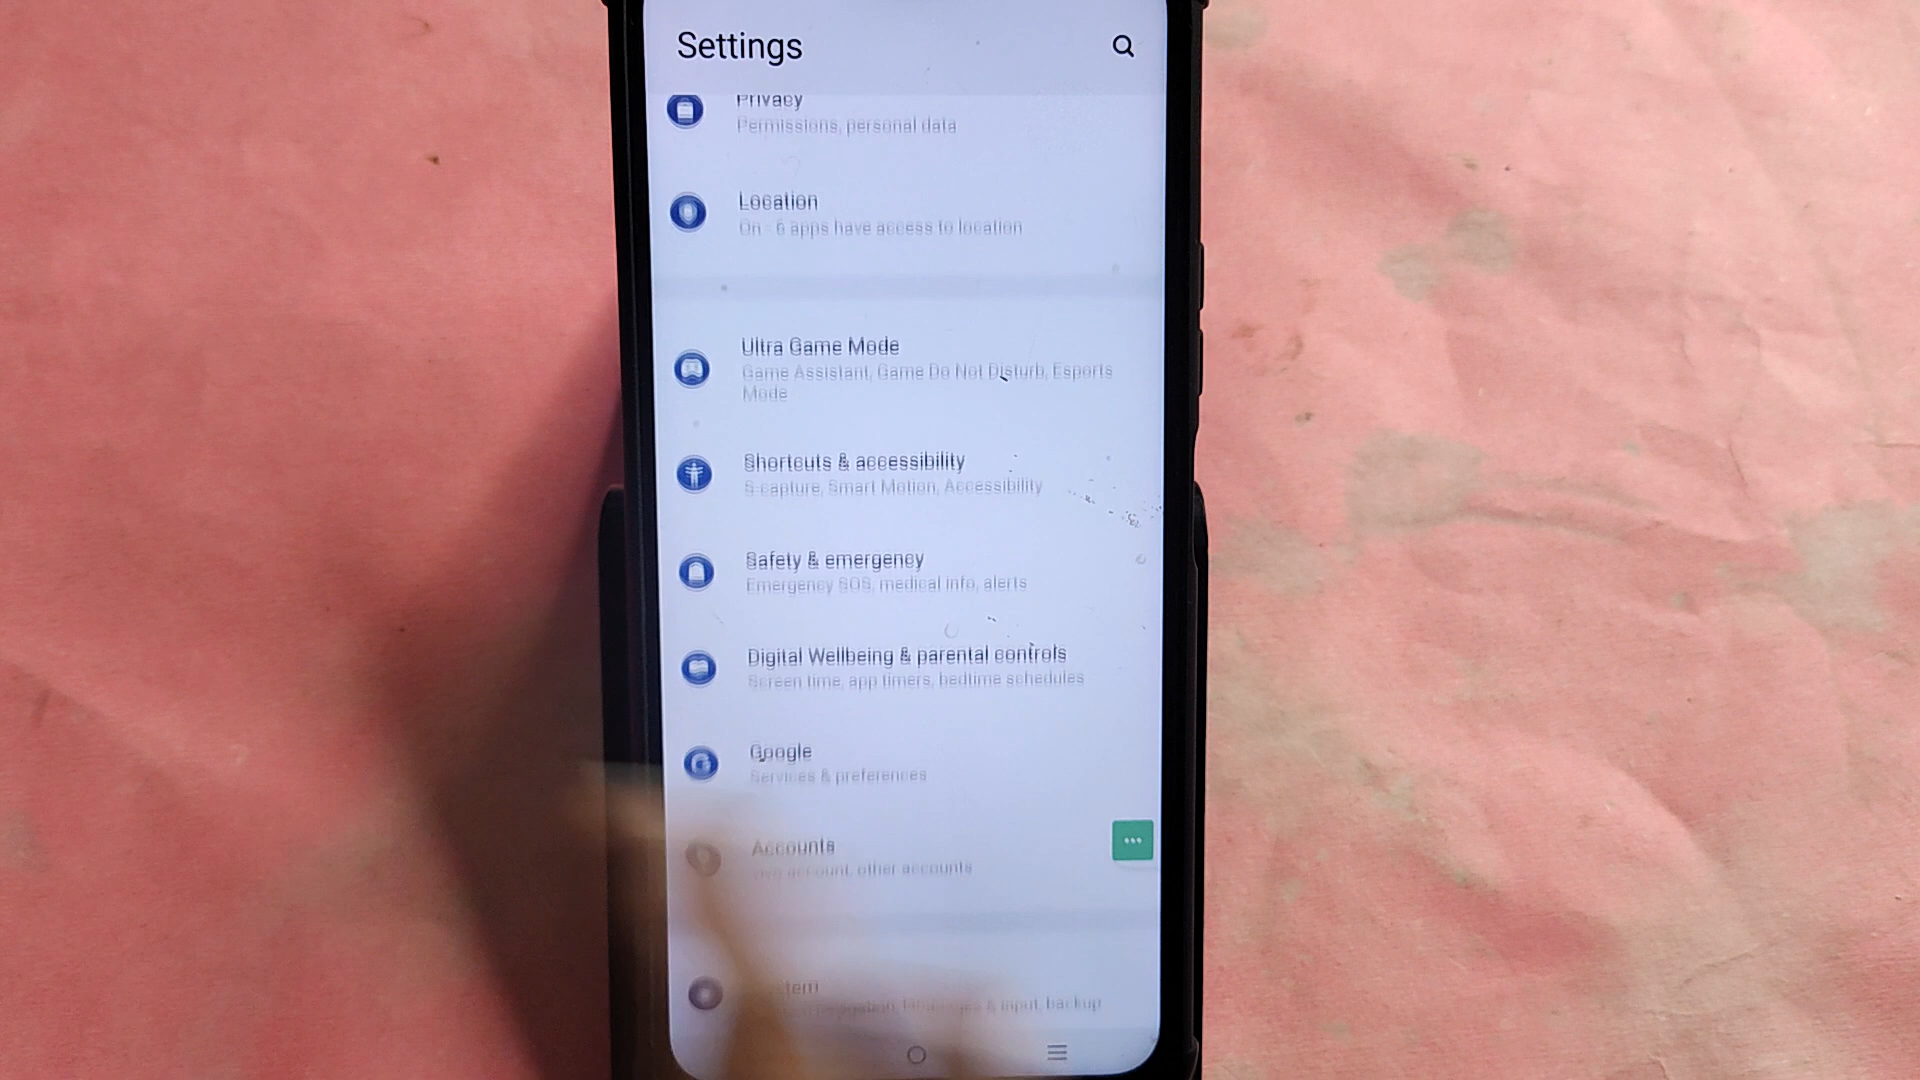 Settings
Privacy
Permissions, personal data
Location
On - 6 apps have access to location
Ultra Game Mode
Game Assistant, Game Do Not Disturb, Esports
Mode
Shortcuts & accessibility
S-capture, Smart Motion, Accessibility
Safety & emergency
Emergency SOS, medical info, alerts
Digital Wellbeing & parental controls
Screen time, app timers, bedtime schedules
Google
Services & preferences
Accounts
account, other accounts
& input, backup